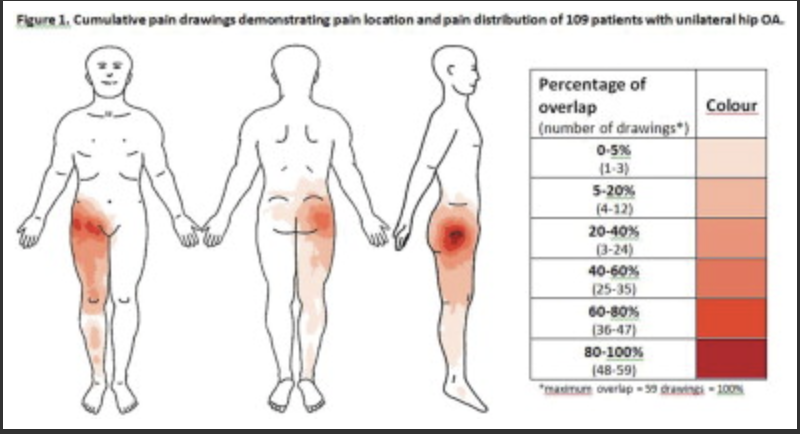 Figure 1. Cumulative pain drawings demonstrating pain location and pain distribution of 109 patients with unilateral hip OA.
Percentage of
overlap
(number of drawings*)
Colour
0-5%
(1-3)
5-20%
(4-12)
20-40%
(3-24)
40-60%
(25-35)
60-80%
(36-47)
80-100%
(48-59)
*maximum overlap = 59 drawings = 100%